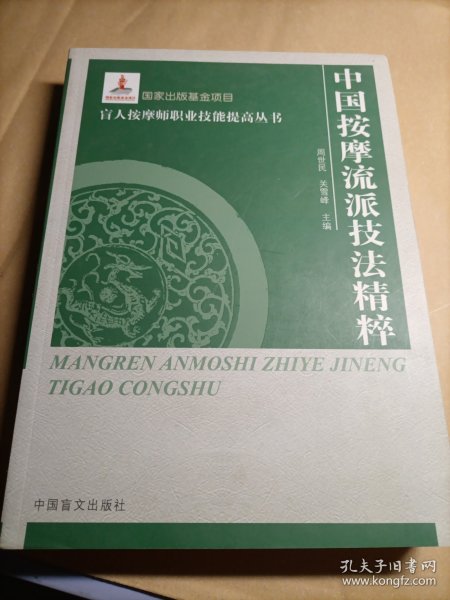 国家出版基金项目
盲人按摩师职业技能提高丛书
中国按摩流派技法精粹
周世民 关雪峰 主编
MANGREN ANMOSHI ZHIYE JINENG
TIGAO CONGSHU
中国盲文出版社
孔夫子旧书网
www.kongfz.com